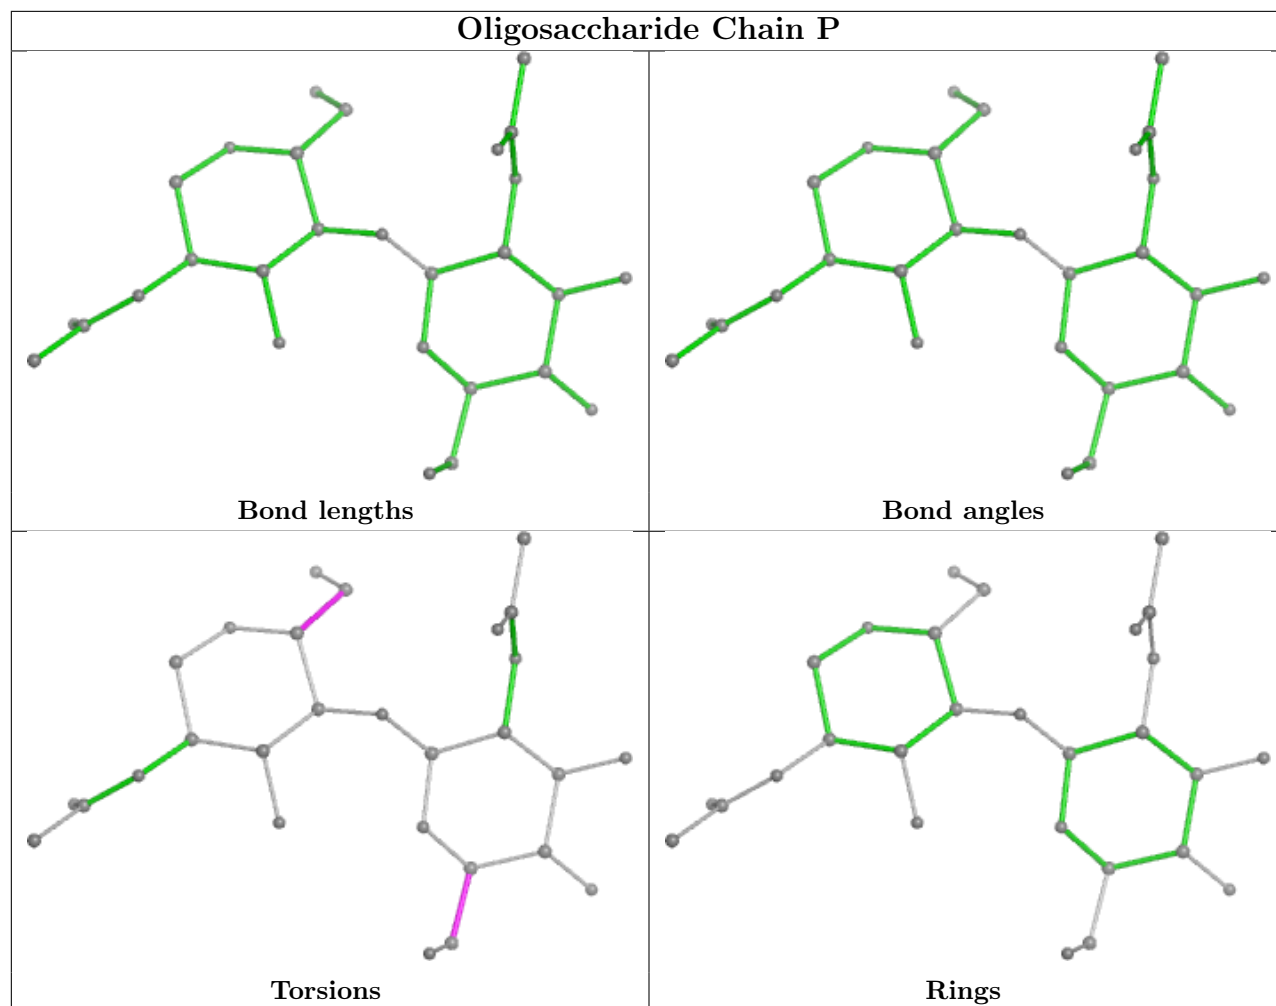 Oligosaccharide Chain P
Bond lengths
Bond angles
Torsions
Rings